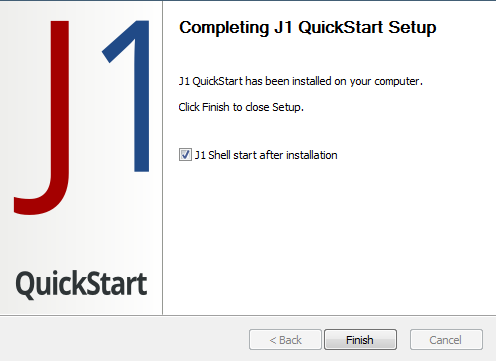 J1
QuickStart
Completing J1 QuickStart Setup
J1 QuickStart has been installed on your computer.
Click Finish to close Setup.
J1 Shell start after installation
< Back
Finish
Cancel